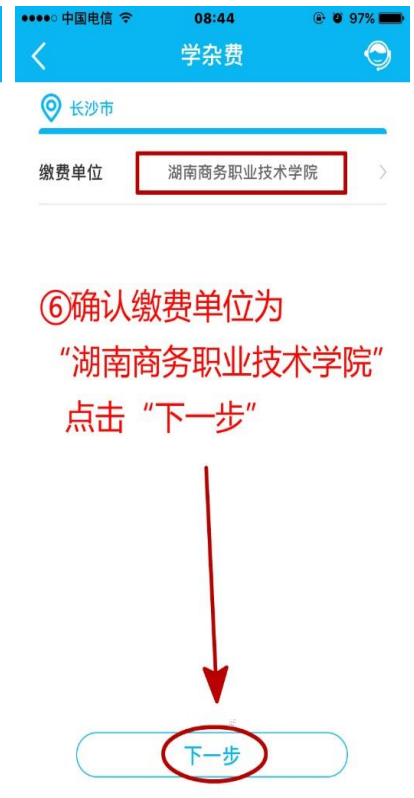 中国电信 08:44 97%
学杂费
长沙市
缴费单位 湖南商务职业技术学院
⑥确认缴费单位为
“湖南商务职业技术学院”
点击“下一步”
下一步